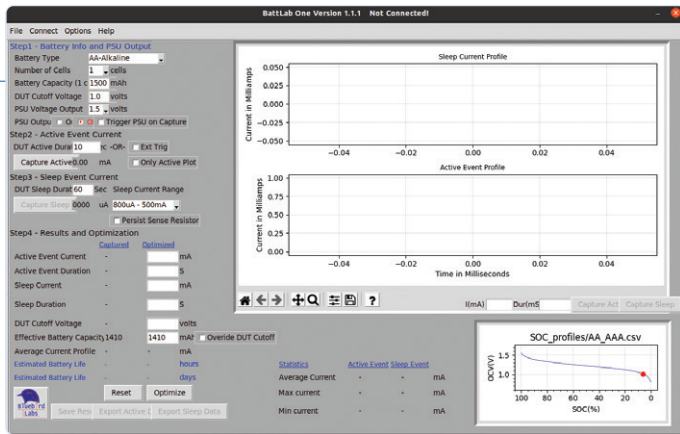 BattLab One Version 1.1.1 Not Connected!
File Connect Options Help
Step1 - Battery Info and PSU Output
Battery Type AA-Alkaline
Number of Cells 1 cells
Battery Capacity (1 c 1500 mAh
DUT Cutoff Voltage 1.0 volts
PSU Voltage Output 1.5 volts
PSU Outpu Trigger PSU on Capture
Step2 - Active Event Current
DUT Active Durat 10 -OR- Ext Trig
Capture Active 0.00 mA Only Active Plot
Step3 - Sleep Event Current
DUT Sleep Durat 60 Sec Sleep Current Range
Capture Sleep 0000 uA 800uA - 500mA
Persist Sense Resistor
Step4 - Results and Optimization
Captured Optimized
Active Event Current - mA
Active Event Duration - S
Sleep Current - mA
Sleep Duration - S
DUT Cutoff Voltage - volts
Effective Battery Capacity 1410 1410 mAh Overide DUT Cutoff
Average Current Profile - - mA
Estimated Battery Life - - hours
Estimated Battery Life - - days
Reset Optimize
Bluebird Labs
Save Res Export Active D Export Sleep Data
Sleep Current Profile
Current in Milliamps
0.050
0.025
0.000
−0.025
−0.050
−0.04 −0.02 0.00 0.02 0.04
Active Event Profile
Current in Milliamps
1.00
0.75
0.50
0.25
0.00
−0.04 −0.02 0.00 0.02 0.04
Time in Milliseconds
I(mA) Dur(mS Capture Act Capture Sleep
Statistics Active Event Sleep Event
Average Current - - mA
Max current - - mA
Min current - - mA
SOC_profiles/AA_AAA.csv
OCV(V)
1.5
1.0
100 80 60 40 20 0
SOC(%)